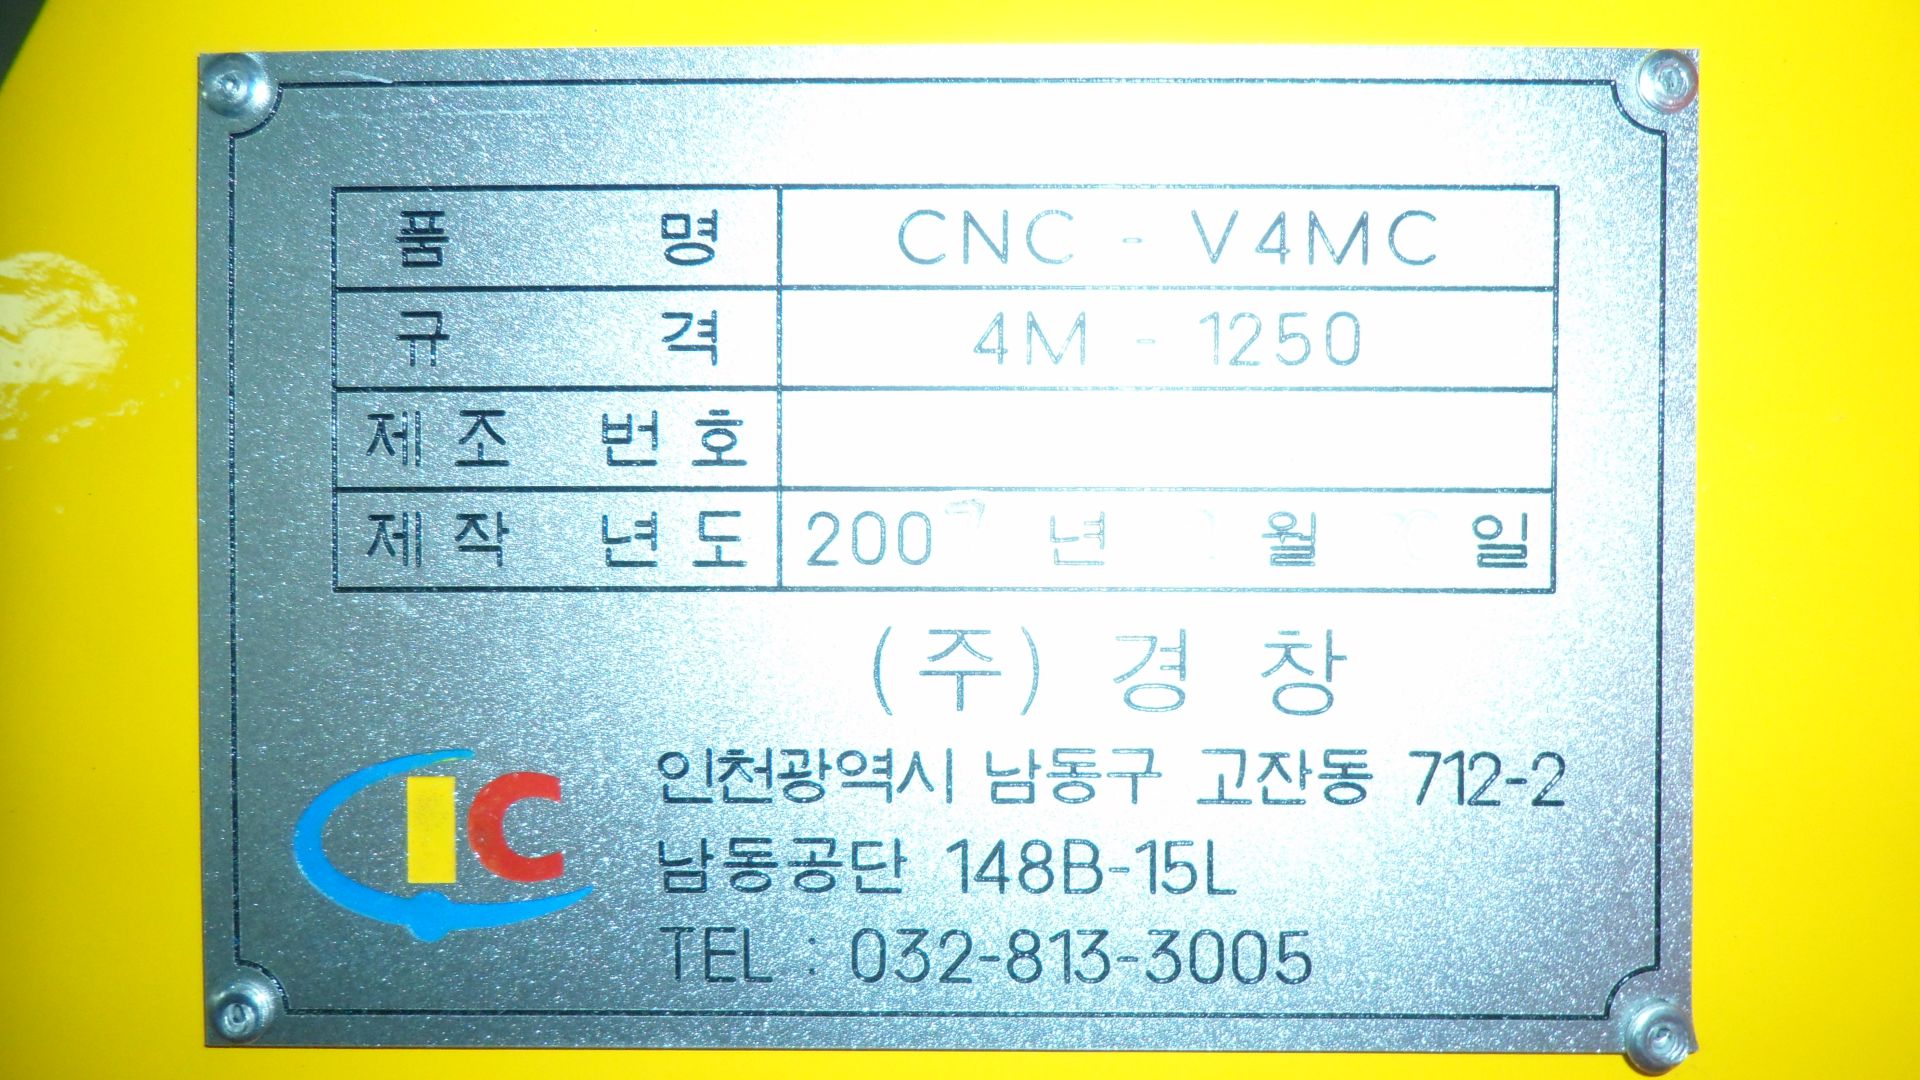 품 명 CNC - V4MC
규 격 4M - 1250
제조 번호
제작 년도 2007 년 월 일
(주) 경 창
인천광역시 남동구 고잔동 712-2
남동공단 148B-15L
TEL : 032-813-3005
IC